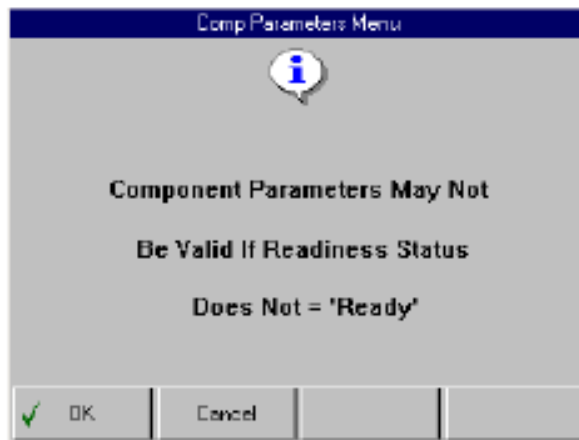 Comp Parameters Menu
Component Parameters May Not
Be Valid If Readiness Status
Does Not = 'Ready'
OK
Cancel